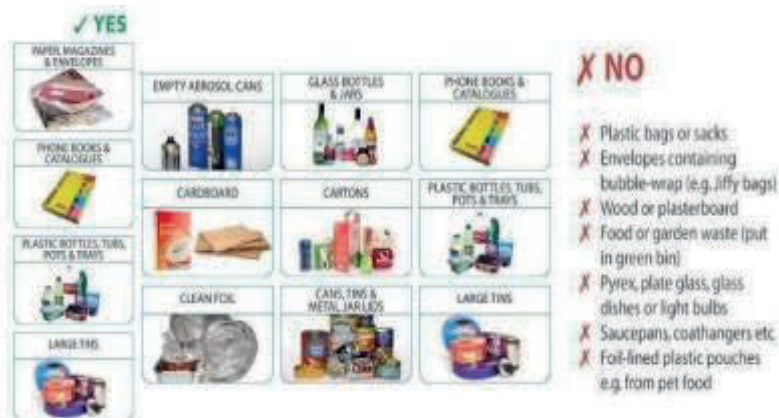 ✓ YES
PAPER, MAGAZINES
& ENVELOPES
PHONE BOOKS &
CATALOGUES
PLASTIC BOTTLES, TUBS,
POTS & TRAYS
LARGE TINS
EMPTY AEROSOL CANS
GLASS BOTTLES
& JARS
PHONE BOOKS &
CATALOGUES
CARDBOARD
CARTONS
PLASTIC BOTTLES, TUBS,
POTS & TRAYS
CLEAN FOIL
CANS, TINS &
METAL JAR LIDS
LARGE TINS
✗ NO
✗ Plastic bags or sacks
✗ Envelopes containing
bubble-wrap (e.g. Jiffy bags)
✗ Wood or plasterboard
✗ Food or garden waste (put
in green bin)
✗ Pyrex, plate glass, glass
dishes or light bulbs
✗ Saucepans, coathangers etc
✗ Foil-lined plastic pouches
e.g. from pet food